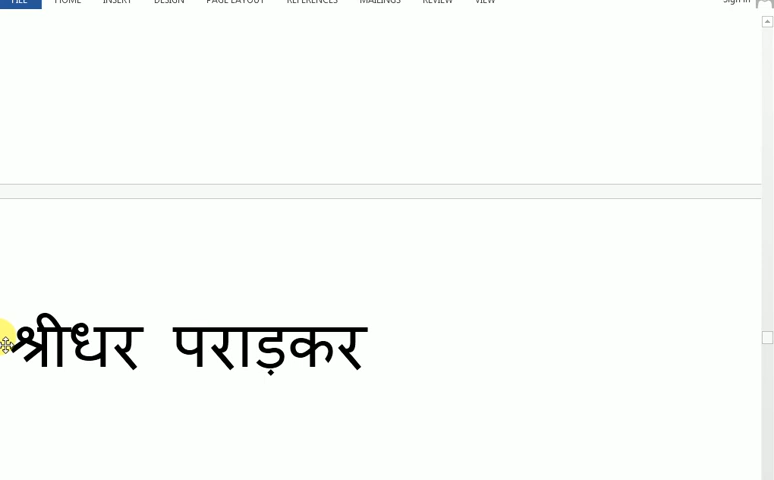 FILE HOME INSERT DESIGN PAGE LAYOUT REFERENCES MAILINGS REVIEW VIEW Sign in
श्रीधर पराड़कर